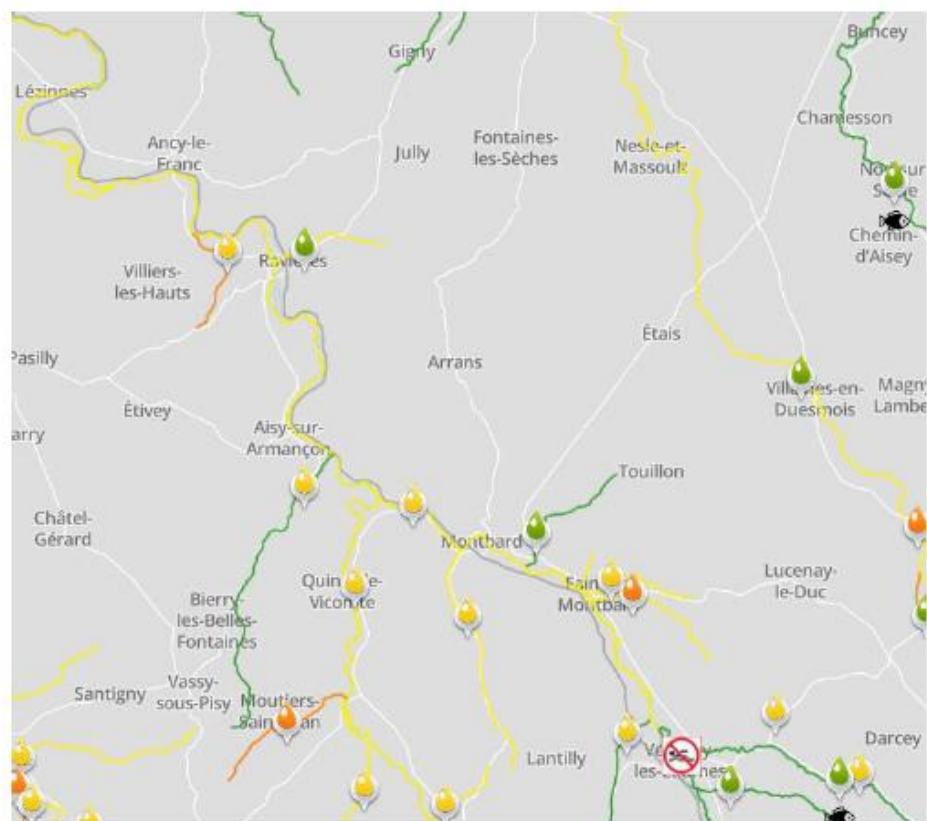 Buncey
Gigny
Lézinnes
Chamesson
Ancy-le-
Franc
Fontaines-
les-Sèches
Jully
Nesle-et-
Massoult
Chemin-
d'Aisey
Villiers-
les-Hauts
Étais
Pasilly
Arrans
Duesmois
Magny
Lambe
Étivey
Aisy-sur-
Armançon
arry
Touillon
Châtel-
Gérard
Montbard
Lucenay-
le-Duc
Vicomte
Bierry-
les-Belles-
Fontaines
Vassy-
sous-Pisy
Santigny
Moutiers-
Darcey
Lantilly